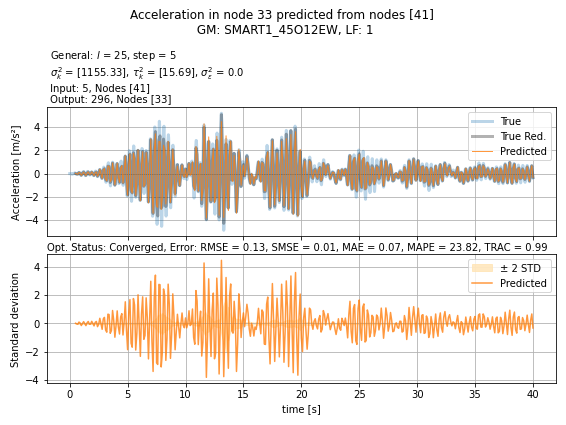 Acceleration in node 33 predicted from nodes [41]
GM: SMART1_45O12EW, LF: 1
General: l = 25, step = 5
σ²ₖ = [1155.33], τ²ₖ = [15.69], σ²ε = 0.0
Input: 5, Nodes [41]
Output: 296, Nodes [33]
Acceleration [m/s²]
4
2
0
−2
−4
True
True Red.
Predicted
Opt. Status: Converged, Error: RMSE = 0.13, SMSE = 0.01, MAE = 0.07, MAPE = 23.82, TRAC = 0.99
Standard deviation
4
2
0
−2
−4
± 2 STD
Predicted
0 5 10 15 20 25 30 35 40
time [s]